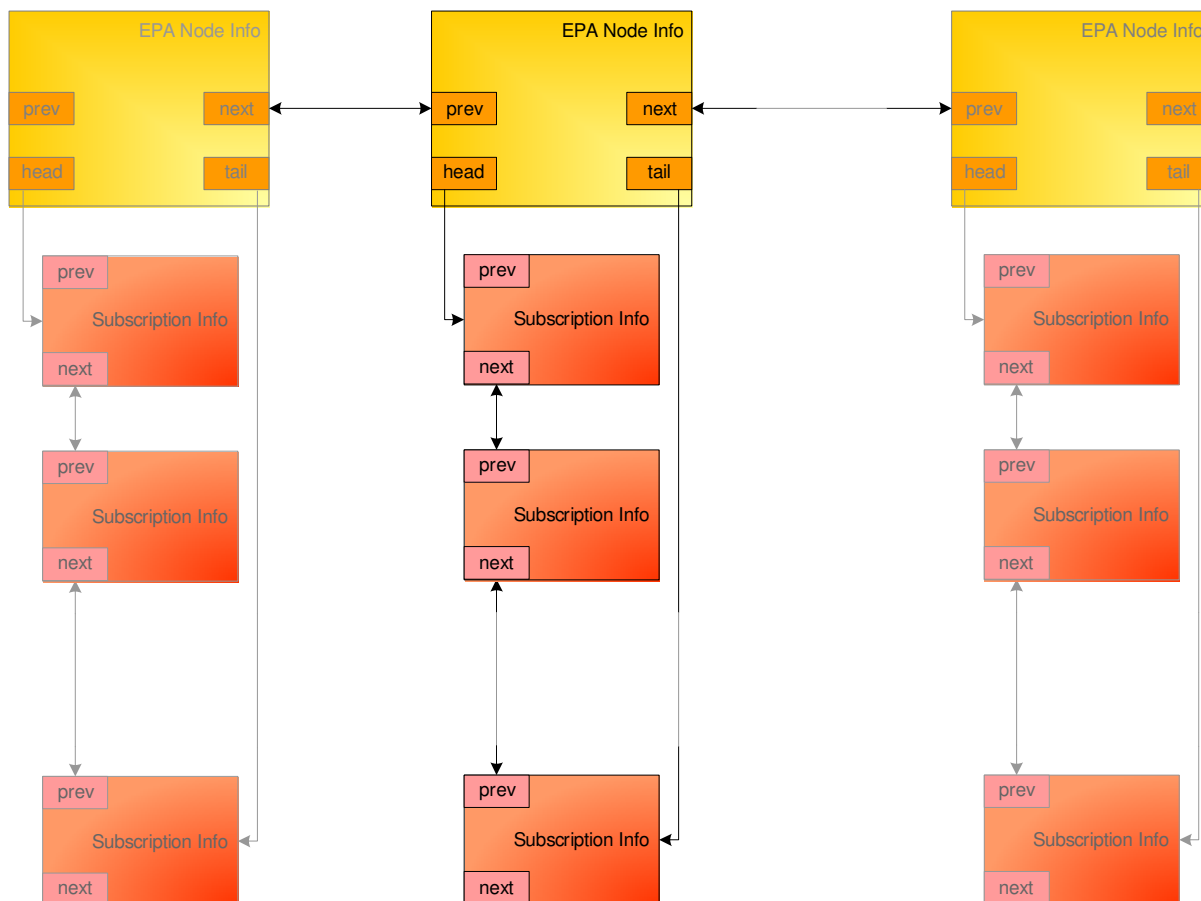 EPA Node Info
prev next
head tail
prev
Subscription Info
next
prev
Subscription Info
next
prev
Subscription Info
next
EPA Node Info
prev next
head tail
prev
Subscription Info
next
prev
Subscription Info
next
prev
Subscription Info
next
EPA Node Info
prev next
head tail
prev
Subscription Info
next
prev
Subscription Info
next
prev
Subscription Info
next